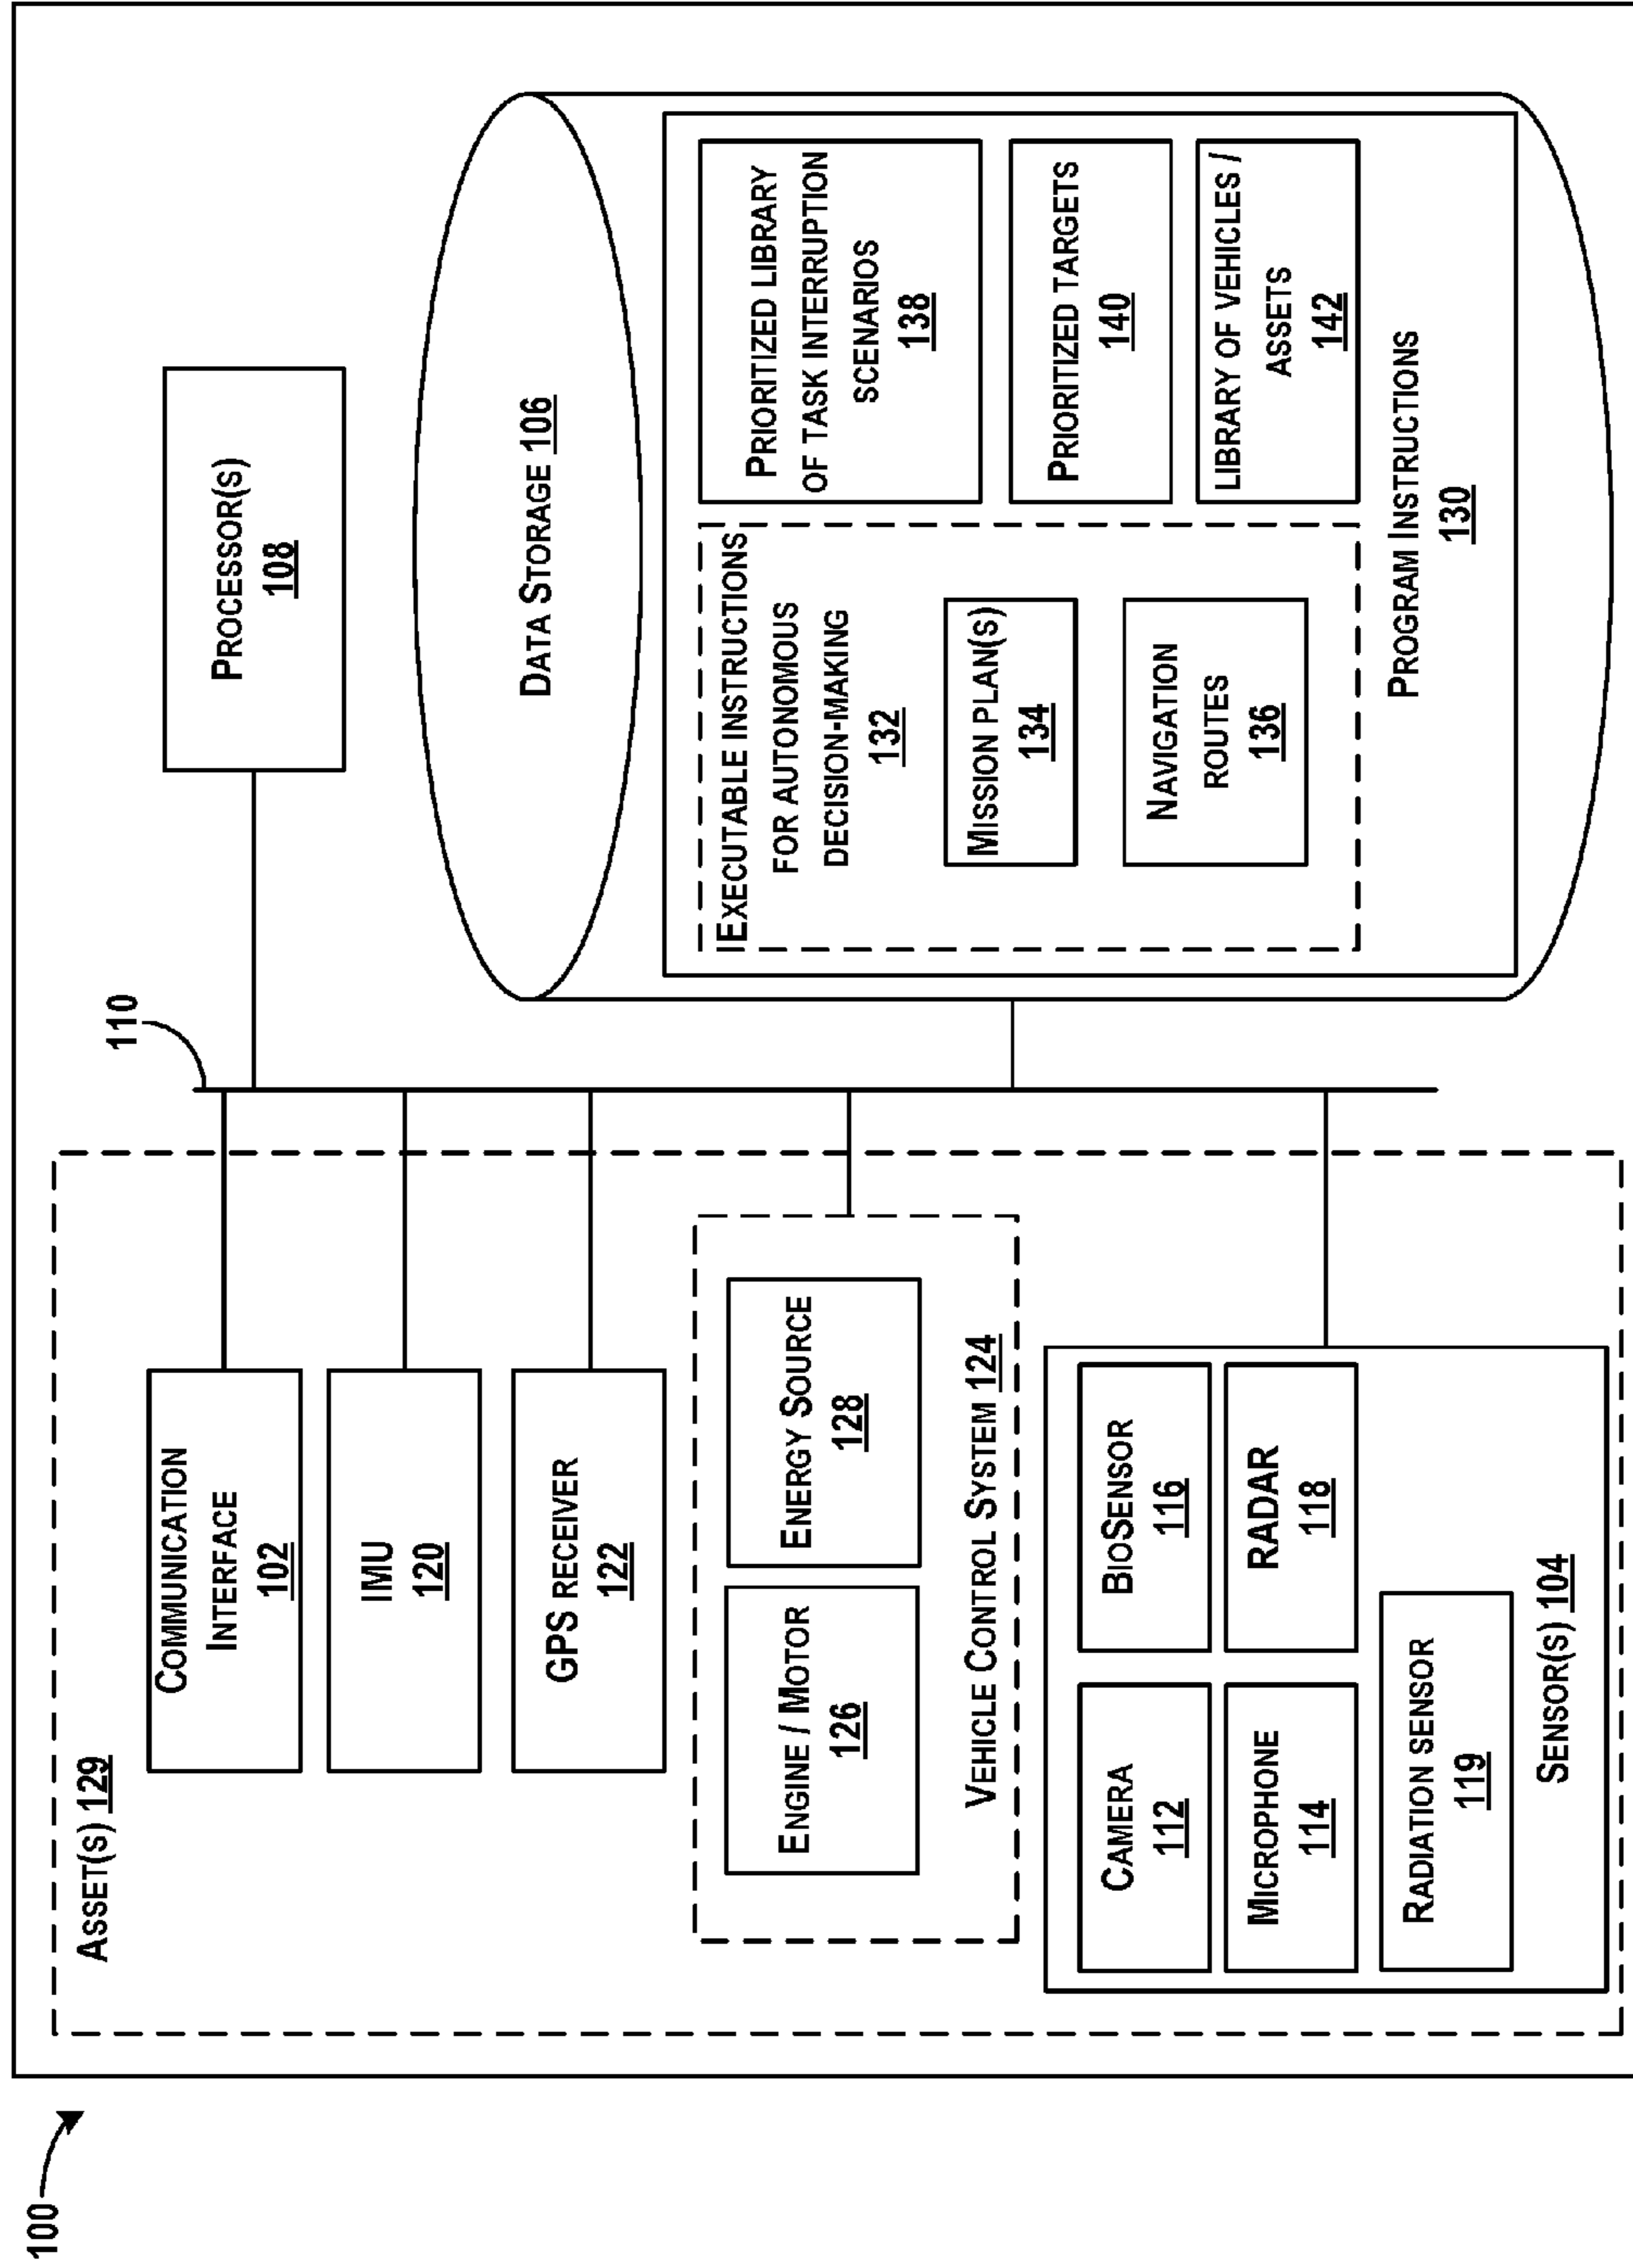 100
ASSET(S) 129
COMMUNICATION
INTERFACE
102
IMU
120
GPS RECEIVER
122
ENGINE / MOTOR
126
ENERGY SOURCE
128
VEHICLE CONTROL SYSTEM 124
CAMERA
112
BIOSENSOR
116
MICROPHONE
114
RADAR
118
RADIATION SENSOR
119
SENSOR(S) 104
110
PROCESSOR(S)
108
DATA STORAGE 106
EXECUTABLE INSTRUCTIONS
FOR AUTONOMOUS
DECISION-MAKING
132
MISSION PLAN(S)
134
NAVIGATION
ROUTES
136
PRIORITIZED LIBRARY
OF TASK INTERRUPTION
SCENARIOS
138
PRIORITIZED TARGETS
140
LIBRARY OF VEHICLES /
ASSETS
142
PROGRAM INSTRUCTIONS
130